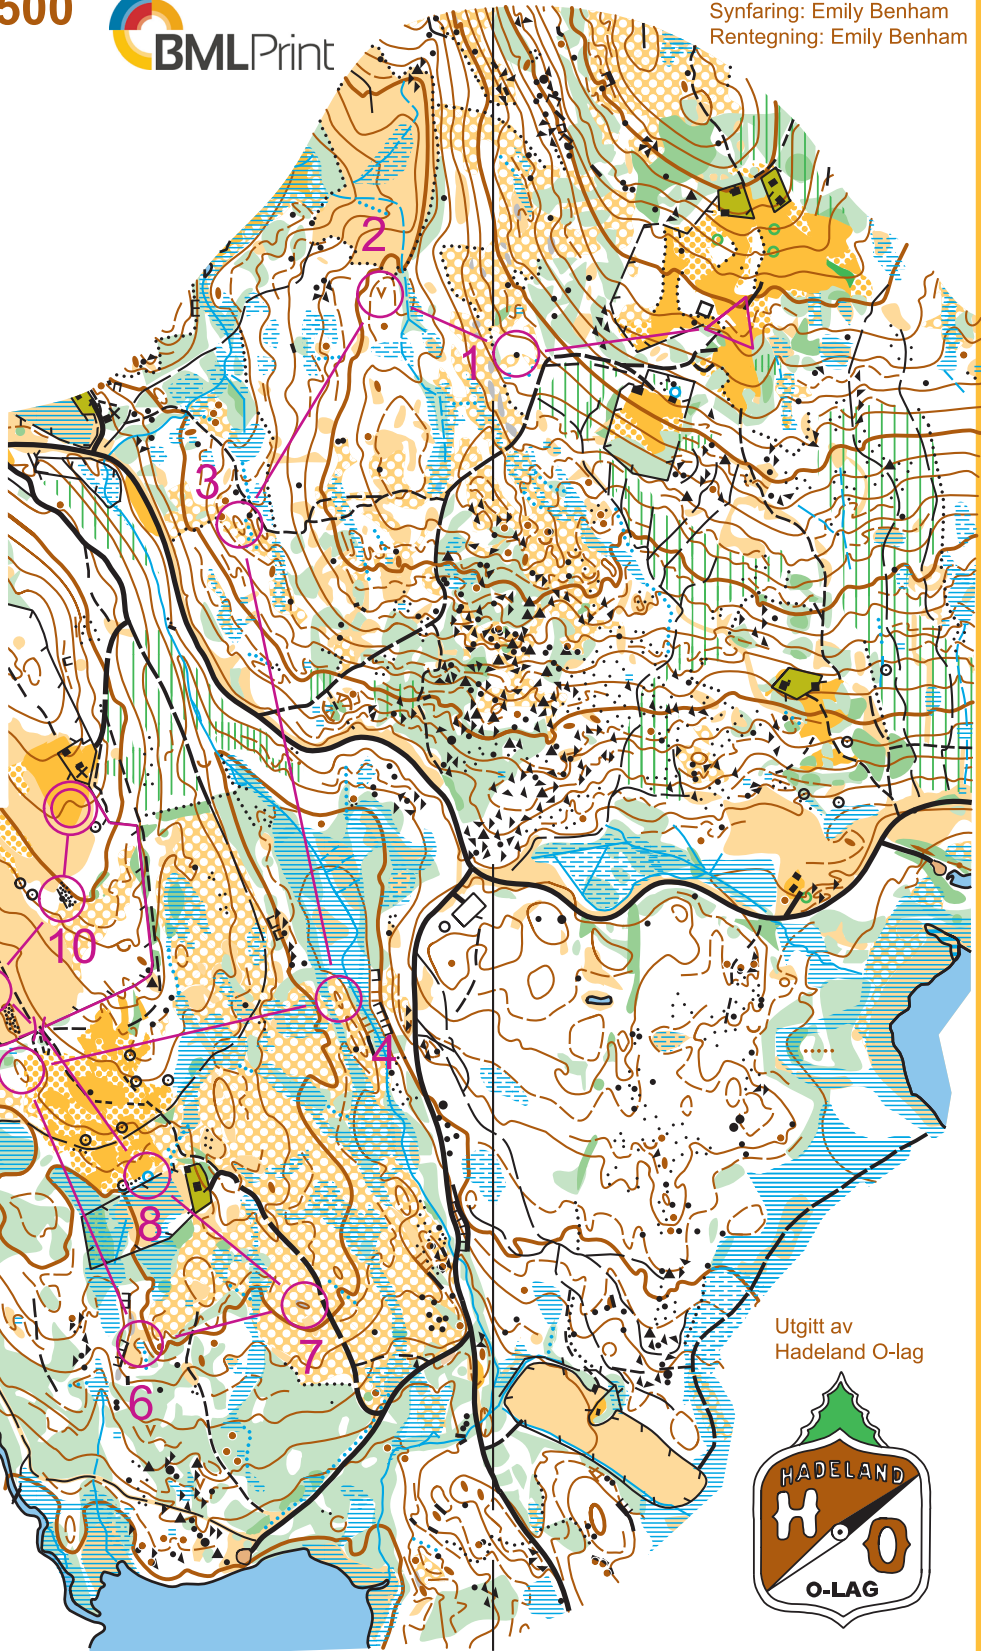 500
BMLPrint
Synfaring: Emily Benham
Rentegning: Emily Benham
2
1
3
10
4
8
7
6
Utgitt av
Hadeland O-lag
HADELAND
H O
O-LAG